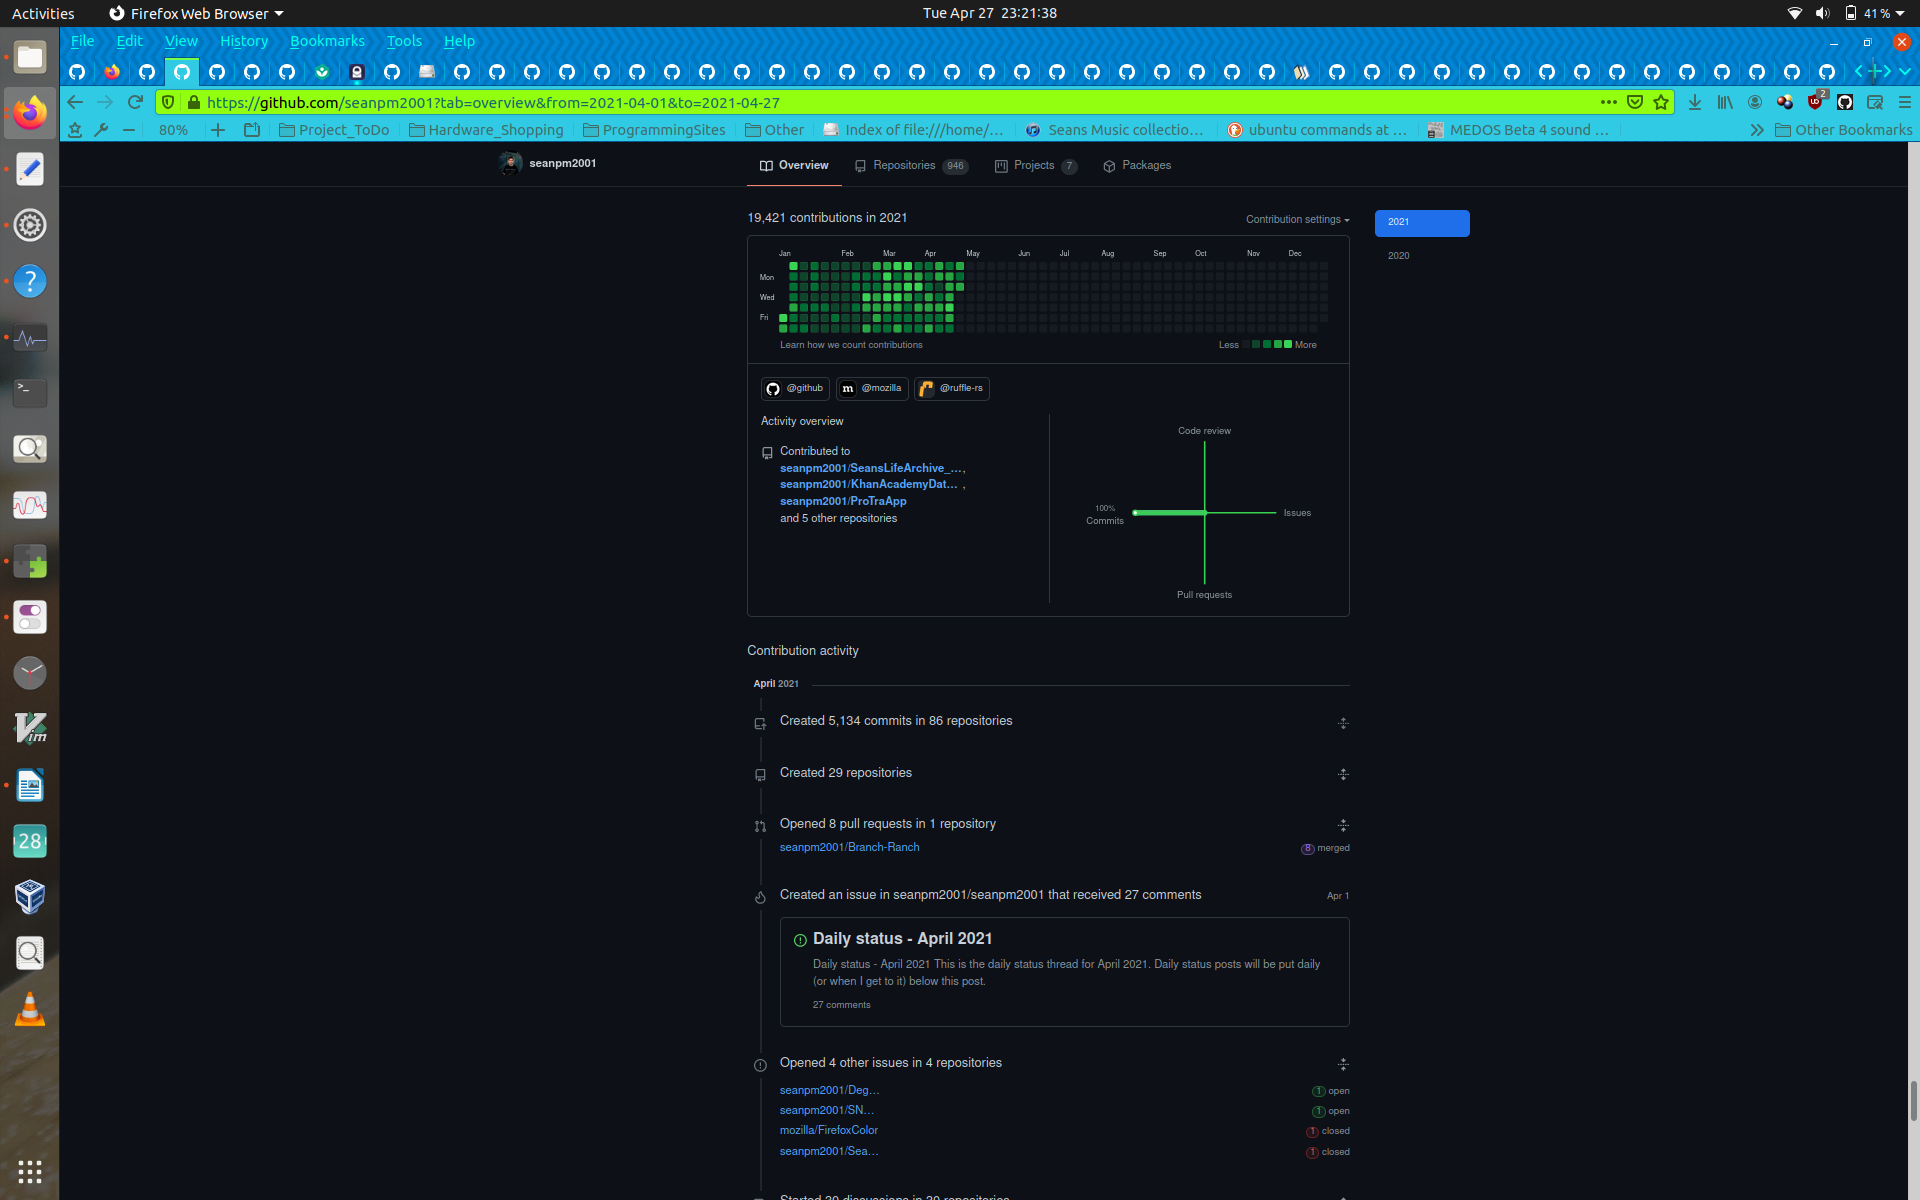 Activities
Firefox Web Browser
Tue Apr 27 23:21:38
41 %
File Edit View History Bookmarks Tools Help
https://github.com/seanpm2001?tab=overview&from=2021-04-01&to=2021-04-27
2
80%
Project_ToDo
Hardware_Shopping
ProgrammingSites
Other
Index of file:///home/...
Seans Music collectio...
ubuntu commands at ...
MEDOS Beta 4 sound ...
Other Bookmarks
seanpm2001
Overview
Repositories 946
Projects 7
Packages
19,421 contributions in 2021
Contribution settings
2021
2020
Jan Feb Mar Apr May Jun Jul Aug Sep Oct Nov Dec
Mon
Wed
Fri
Learn how we count contributions
Less More
@github
m @mozilla
@ruffle-rs
Activity overview
Contributed to
seanpm2001/SeansLifeArchive_...,
seanpm2001/KhanAcademyDat... ,
seanpm2001/ProTraApp
and 5 other repositories
Code review
100%
Commits
Issues
Pull requests
Contribution activity
April 2021
Created 5,134 commits in 86 repositories
Created 29 repositories
Opened 8 pull requests in 1 repository
seanpm2001/Branch-Ranch
8 merged
Created an issue in seanpm2001/seanpm2001 that received 27 comments
Apr 1
Daily status - April 2021
Daily status - April 2021 This is the daily status thread for April 2021. Daily status posts will be put daily
(or when I get to it) below this post.
27 comments
Opened 4 other issues in 4 repositories
seanpm2001/Deg...
1 open
seanpm2001/SN...
1 open
mozilla/FirefoxColor
1 closed
seanpm2001/Sea...
1 closed
Started 30 discussions in 30 repositories
28
Vim